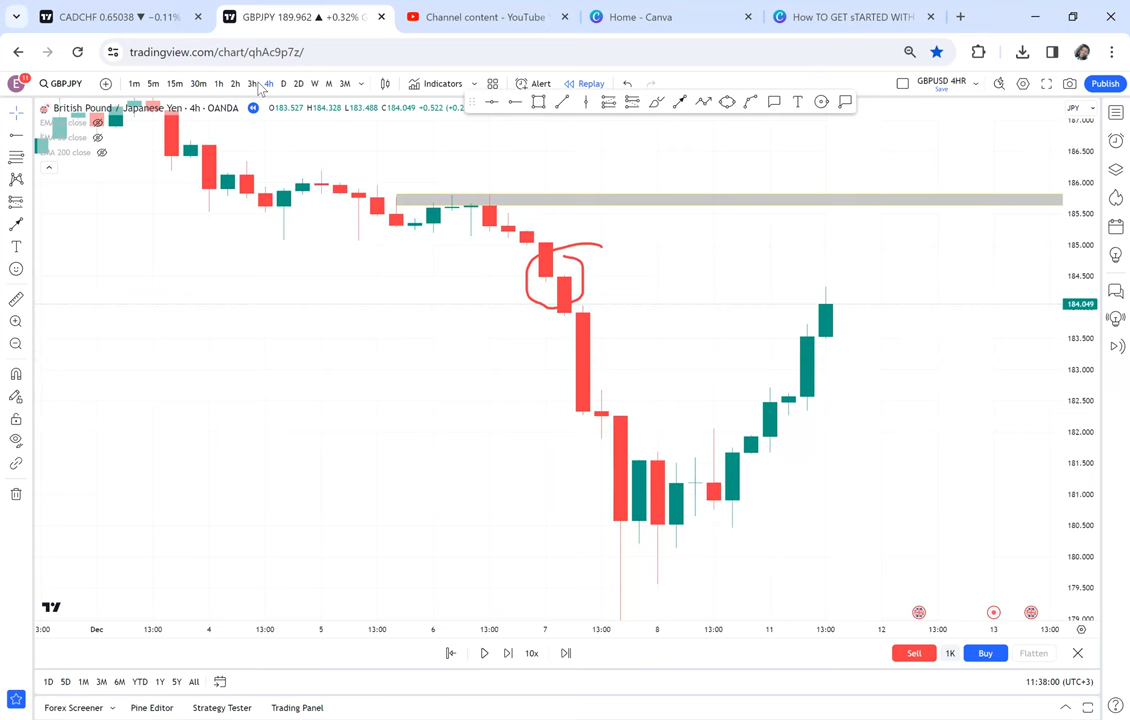 CADCHF 0.65038 ▼ −0.11%
GBPJPY 189.962 ▲ +0.32%
Channel content - YouTube
Home - Canva
How TO GET sTARTED WITH
tradingview.com/chart/qhAc9p7z/
E 11 GBPJPY 1m 5m 15m 30m 1h 2h 3h 4h D 2D W M 3M Indicators Alert Replay GBPUSD 4HR Save Publish
British Pound / Japanese Yen · 4h · OANDA O183.527 H184.328 L183.488 C184.049 +0.522
close
close
200 close
JPY
187.000
186.500
186.000
185.500
185.000
184.500
184.049
183.500
183.000
182.500
182.000
181.500
181.000
180.500
180.000
179.500
179.000
3:00 Dec 13:00 4 13:00 5 13:00 6 13:00 7 13:00 8 13:00 11 13:00 12 13:00 13 13:00
10x Sell 1K Buy Flatten
1D 5D 1M 3M 6M YTD 1Y 5Y All 11:38:00 (UTC+3)
Forex Screener Pine Editor Strategy Tester Trading Panel